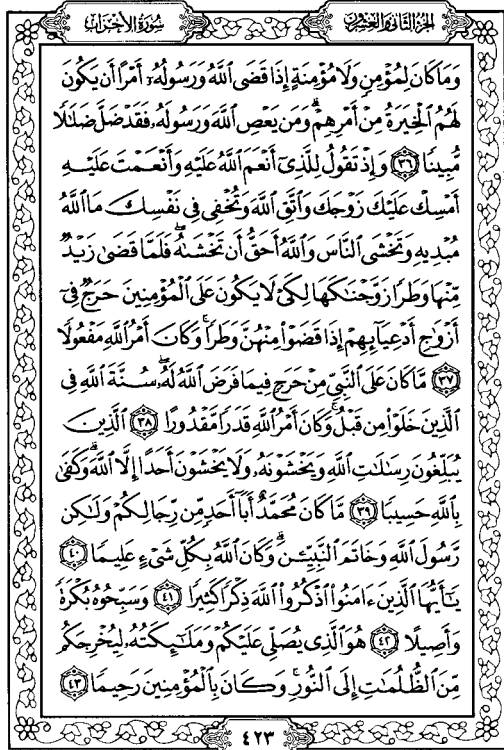 الجزء الثاني والعشرون
سورة الأحزاب
وَمَا كَانَ لِمُؤْمِنٍ وَلَا مُؤْمِنَةٍ إِذَا قَضَى ٱللَّهُ وَرَسُولُهُۥٓ أَمْرًا أَن يَكُونَ
لَهُمُ ٱلْخِيَرَةُ مِنْ أَمْرِهِمْ ۗ وَمَن يَعْصِ ٱللَّهَ وَرَسُولَهُۥ فَقَدْ ضَلَّ ضَلَٰلًا
مُّبِينًا ٣٦ وَإِذْ تَقُولُ لِلَّذِىٓ أَنْعَمَ ٱللَّهُ عَلَيْهِ وَأَنْعَمْتَ عَلَيْهِ
أَمْسِكْ عَلَيْكَ زَوْجَكَ وَٱتَّقِ ٱللَّهَ وَتُخْفِى فِى نَفْسِكَ مَا ٱللَّهُ
مُبْدِيهِ وَتَخْشَى ٱلنَّاسَ وَٱللَّهُ أَحَقُّ أَن تَخْشَىٰهُ ۖ فَلَمَّا قَضَىٰ زَيْدٌ
مِّنْهَا وَطَرًا زَوَّجْنَٰكَهَا لِكَىْ لَا يَكُونَ عَلَى ٱلْمُؤْمِنِينَ حَرَجٌ فِىٓ
أَزْوَٰجِ أَدْعِيَآئِهِمْ إِذَا قَضَوْا۟ مِنْهُنَّ وَطَرًا ۚ وَكَانَ أَمْرُ ٱللَّهِ مَفْعُولًا
٣٧ مَّا كَانَ عَلَى ٱلنَّبِىِّ مِنْ حَرَجٍ فِيمَا فَرَضَ ٱللَّهُ لَهُۥ ۖ سُنَّةَ ٱللَّهِ فِى
ٱلَّذِينَ خَلَوْا۟ مِن قَبْلُ ۚ وَكَانَ أَمْرُ ٱللَّهِ قَدَرًا مَّقْدُورًا ٣٨ ٱلَّذِينَ
يُبَلِّغُونَ رِسَٰلَٰتِ ٱللَّهِ وَيَخْشَوْنَهُۥ وَلَا يَخْشَوْنَ أَحَدًا إِلَّا ٱللَّهَ ۗ وَكَفَىٰ
بِٱللَّهِ حَسِيبًا ٣٩ مَّا كَانَ مُحَمَّدٌ أَبَآ أَحَدٍ مِّن رِّجَالِكُمْ وَلَٰكِن
رَّسُولَ ٱللَّهِ وَخَاتَمَ ٱلنَّبِيِّـۧنَ ۗ وَكَانَ ٱللَّهُ بِكُلِّ شَىْءٍ عَلِيمًا ٤٠
يَٰٓأَيُّهَا ٱلَّذِينَ ءَامَنُوا۟ ٱذْكُرُوا۟ ٱللَّهَ ذِكْرًا كَثِيرًا ٤١ وَسَبِّحُوهُ بُكْرَةً
وَأَصِيلًا ٤٢ هُوَ ٱلَّذِى يُصَلِّى عَلَيْكُمْ وَمَلَٰٓئِكَتُهُۥ لِيُخْرِجَكُم
مِّنَ ٱلظُّلُمَٰتِ إِلَى ٱلنُّورِ ۚ وَكَانَ بِٱلْمُؤْمِنِينَ رَحِيمًا ٤٣
٤٢٣